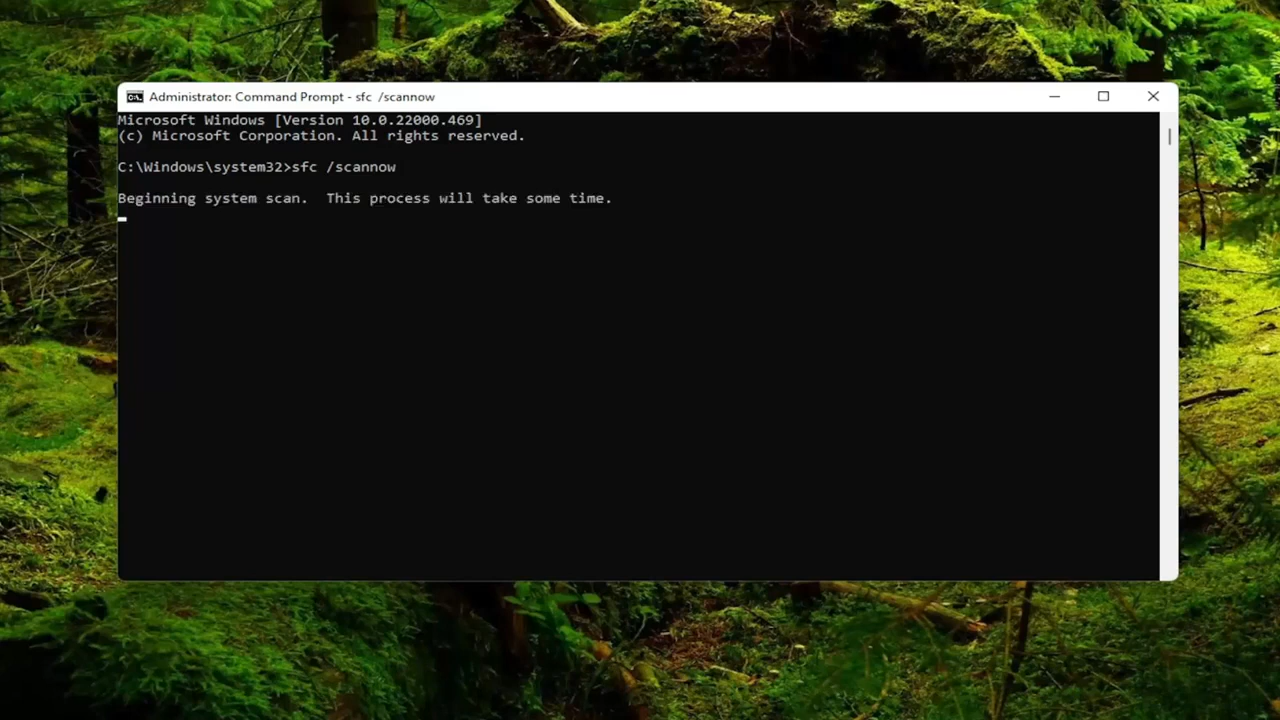 Administrator: Command Prompt - sfc  /scannow
Microsoft Windows [Version 10.0.22000.469]
(c) Microsoft Corporation. All rights reserved.
C:\Windows\system32>sfc /scannow
Beginning system scan.  This process will take some time.